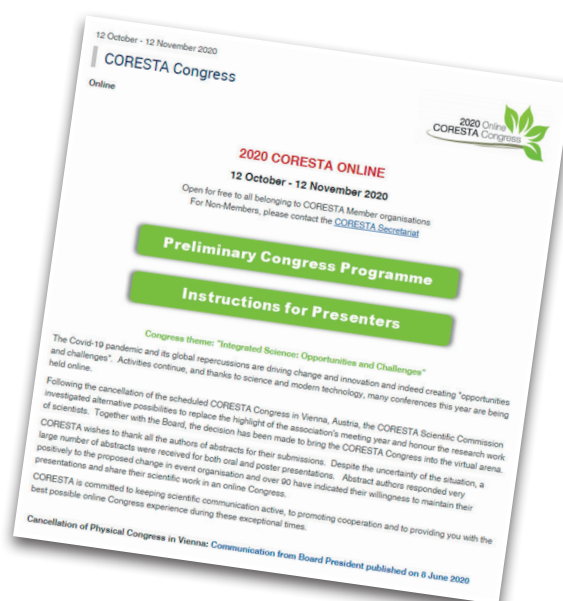 12 October - 12 November 2020
CORESTA Congress
Online
2020 Online
CORESTA Congress
2020 CORESTA ONLINE
12 October - 12 November 2020
Open for free to all belonging to CORESTA Member organisations
For Non-Members, please contact the CORESTA Secretariat
Preliminary Congress Programme
Instructions for Presenters
Congress theme: "Integrated Science: Opportunities and Challenges"
The Covid-19 pandemic and its global repercussions are driving change and innovation and indeed creating "opportunities
and challenges". Activities continue, and thanks to science and modern technology, many conferences this year are being
held online.
Following the cancellation of the scheduled CORESTA Congress in Vienna, Austria, the CORESTA Scientific Commission
investigated alternative possibilities to replace the highlight of the association's meeting year and honour the research work
of scientists. Together with the Board, the decision has been made to bring the CORESTA Congress into the virtual arena.
CORESTA wishes to thank all the authors of abstracts for their submissions. Despite the uncertainty of the situation, a
large number of abstracts were received for both oral and poster presentations. Abstract authors responded very
positively to the proposed change in event organisation and over 90 have indicated their willingness to maintain their
presentations and share their scientific work in an online Congress.
CORESTA is committed to keeping scientific communication active, to promoting cooperation and to providing you with the
best possible online Congress experience during these exceptional times.
Cancellation of Physical Congress in Vienna: Communication from Board President published on 8 June 2020